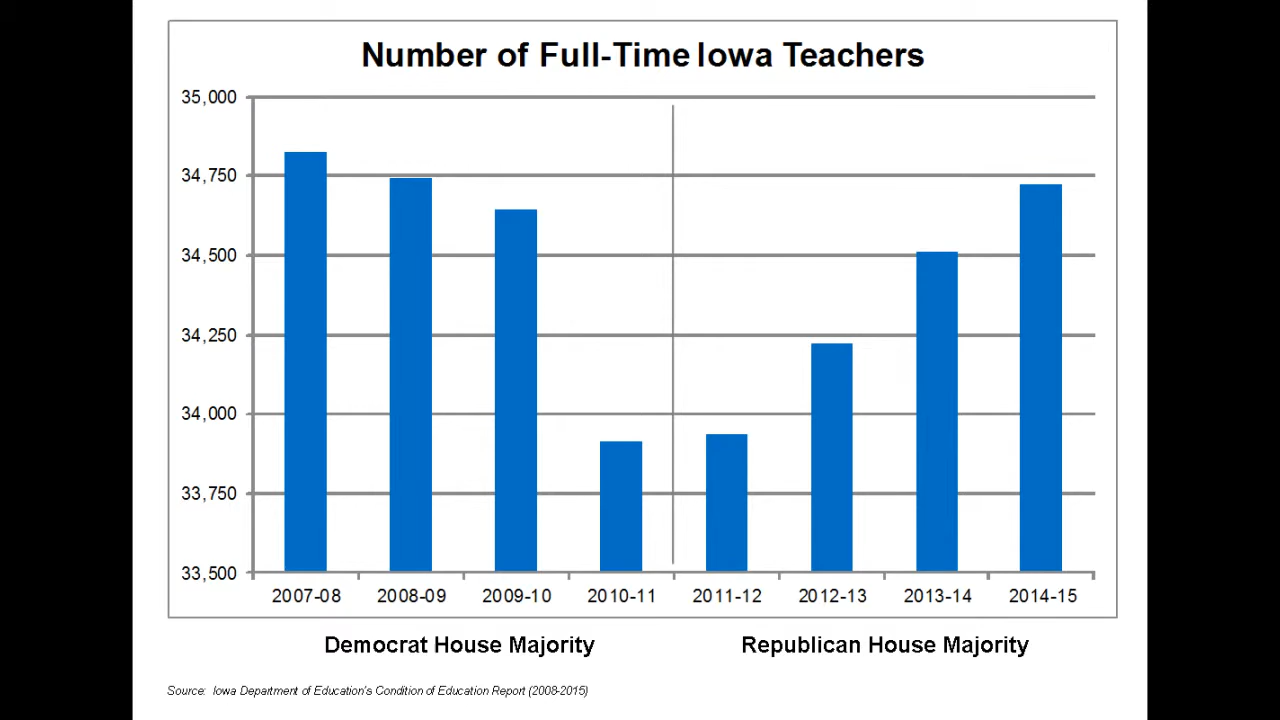 Number of Full-Time Iowa Teachers
35,000
34,750
34,500
34,250
34,000
33,750
33,500
2007-08 2008-09 2009-10 2010-11 2011-12 2012-13 2013-14 2014-15
Democrat House Majority Republican House Majority
Source: Iowa Department of Education's Condition of Education Report (2008-2015)